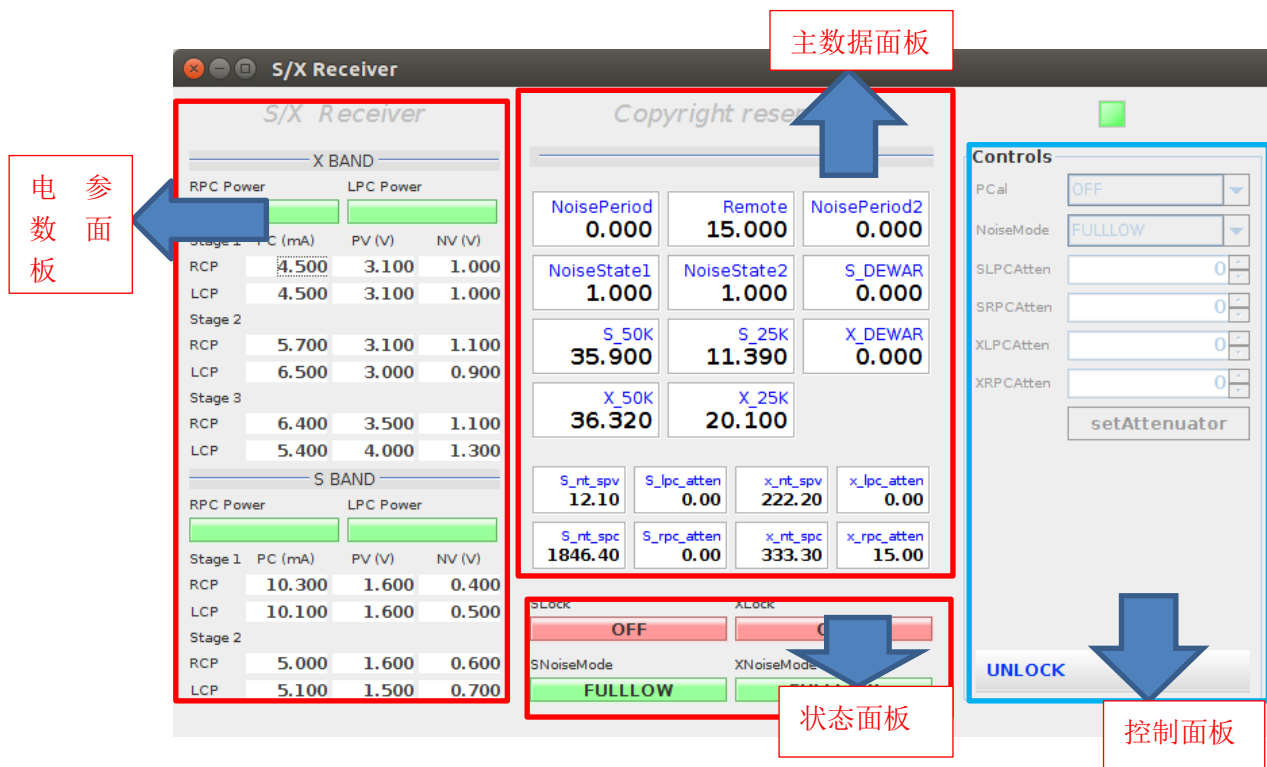 主数据面板
S/X Receiver
S/X Receiver
Copyright rese
X BAND
RPC Power LPC Power
电参
数面
板
PC (mA) PV (V) NV (V)
RCP 4.500 3.100 1.000
LCP 4.500 3.100 1.000
Stage 2
RCP 5.700 3.100 1.100
LCP 6.500 3.000 0.900
Stage 3
RCP 6.400 3.500 1.100
LCP 5.400 4.000 1.300
S BAND
RPC Power LPC Power
Stage 1 PC (mA) PV (V) NV (V)
RCP 10.300 1.600 0.400
LCP 10.100 1.600 0.500
Stage 2
RCP 5.000 1.600 0.600
LCP 5.100 1.500 0.700
NoisePeriod Remote NoisePeriod2
0.000 15.000 0.000
NoiseState1 NoiseState2 S_DEWAR
1.000 1.000 0.000
S_50K S_25K X_DEWAR
35.900 11.390 0.000
X_50K X_25K
36.320 20.100
S_nt_spv S_lpc_atten x_nt_spv x_lpc_atten
12.10 0.00 222.20 0.00
S_nt_spc S_rpc_atten x_nt_spc x_rpc_atten
1846.40 0.00 333.30 15.00
SLock XLock
OFF
SNoiseMode XNoiseMode
FULLLOW
状态面板
Controls
PCal OFF
NoiseMode FULLLOW
SLPCAtten 0
SRPCAtten 0
XLPCAtten 0
XRPCAtten 0
setAttenuator
UNLOCK
控制面板